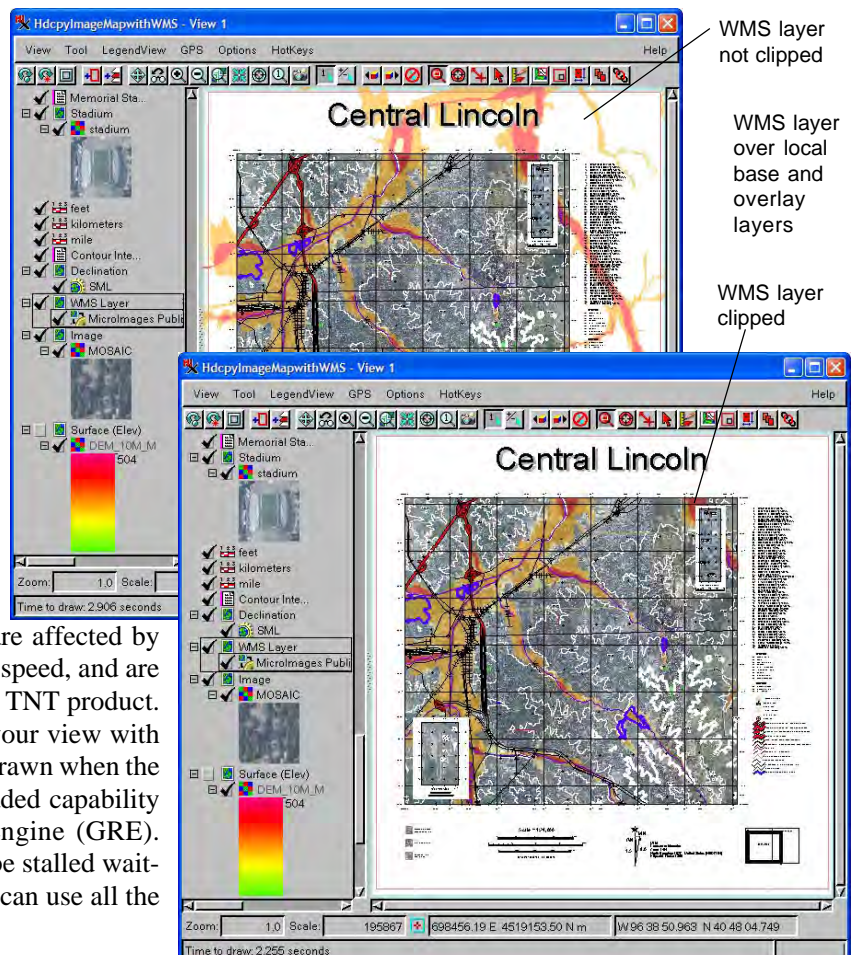 HdcpyImageMapwithWMS - View 1
View Tool LegendView GPS Options HotKeys Help
Memorial Sta...
Stadium
stadium
feet
kilometers
mile
Contour Inte...
Declination
SML
WMS Layer
MicroImages Publi
Image
MOSAIC
Surface (Elev)
DEM_10M_M
504
Zoom: 1.0 Scale:
Time to draw: 2.906 seconds
Central Lincoln
WMS layer
not clipped
WMS layer
over local
base and
overlay
layers
WMS layer
clipped
HdcpyImageMapwithWMS - View 1
View Tool LegendView GPS Options HotKeys Help
Memorial Sta...
Stadium
stadium
feet
kilometers
mile
Contour Inte...
Declination
SML
WMS Layer
MicroImages Publi
Image
MOSAIC
Surface (Elev)
DEM_10M_M
504
Central Lincoln
Zoom: 1.0 Scale: 195867 698456.19 E 4519153.50 N m W 96 38 50.963 N 40 48 04.749
Time to draw: 2.255 seconds
are affected by
speed, and are
TNT product.
your view with
rawn when the
ded capability
ngine (GRE).
be stalled wait-
can use all the